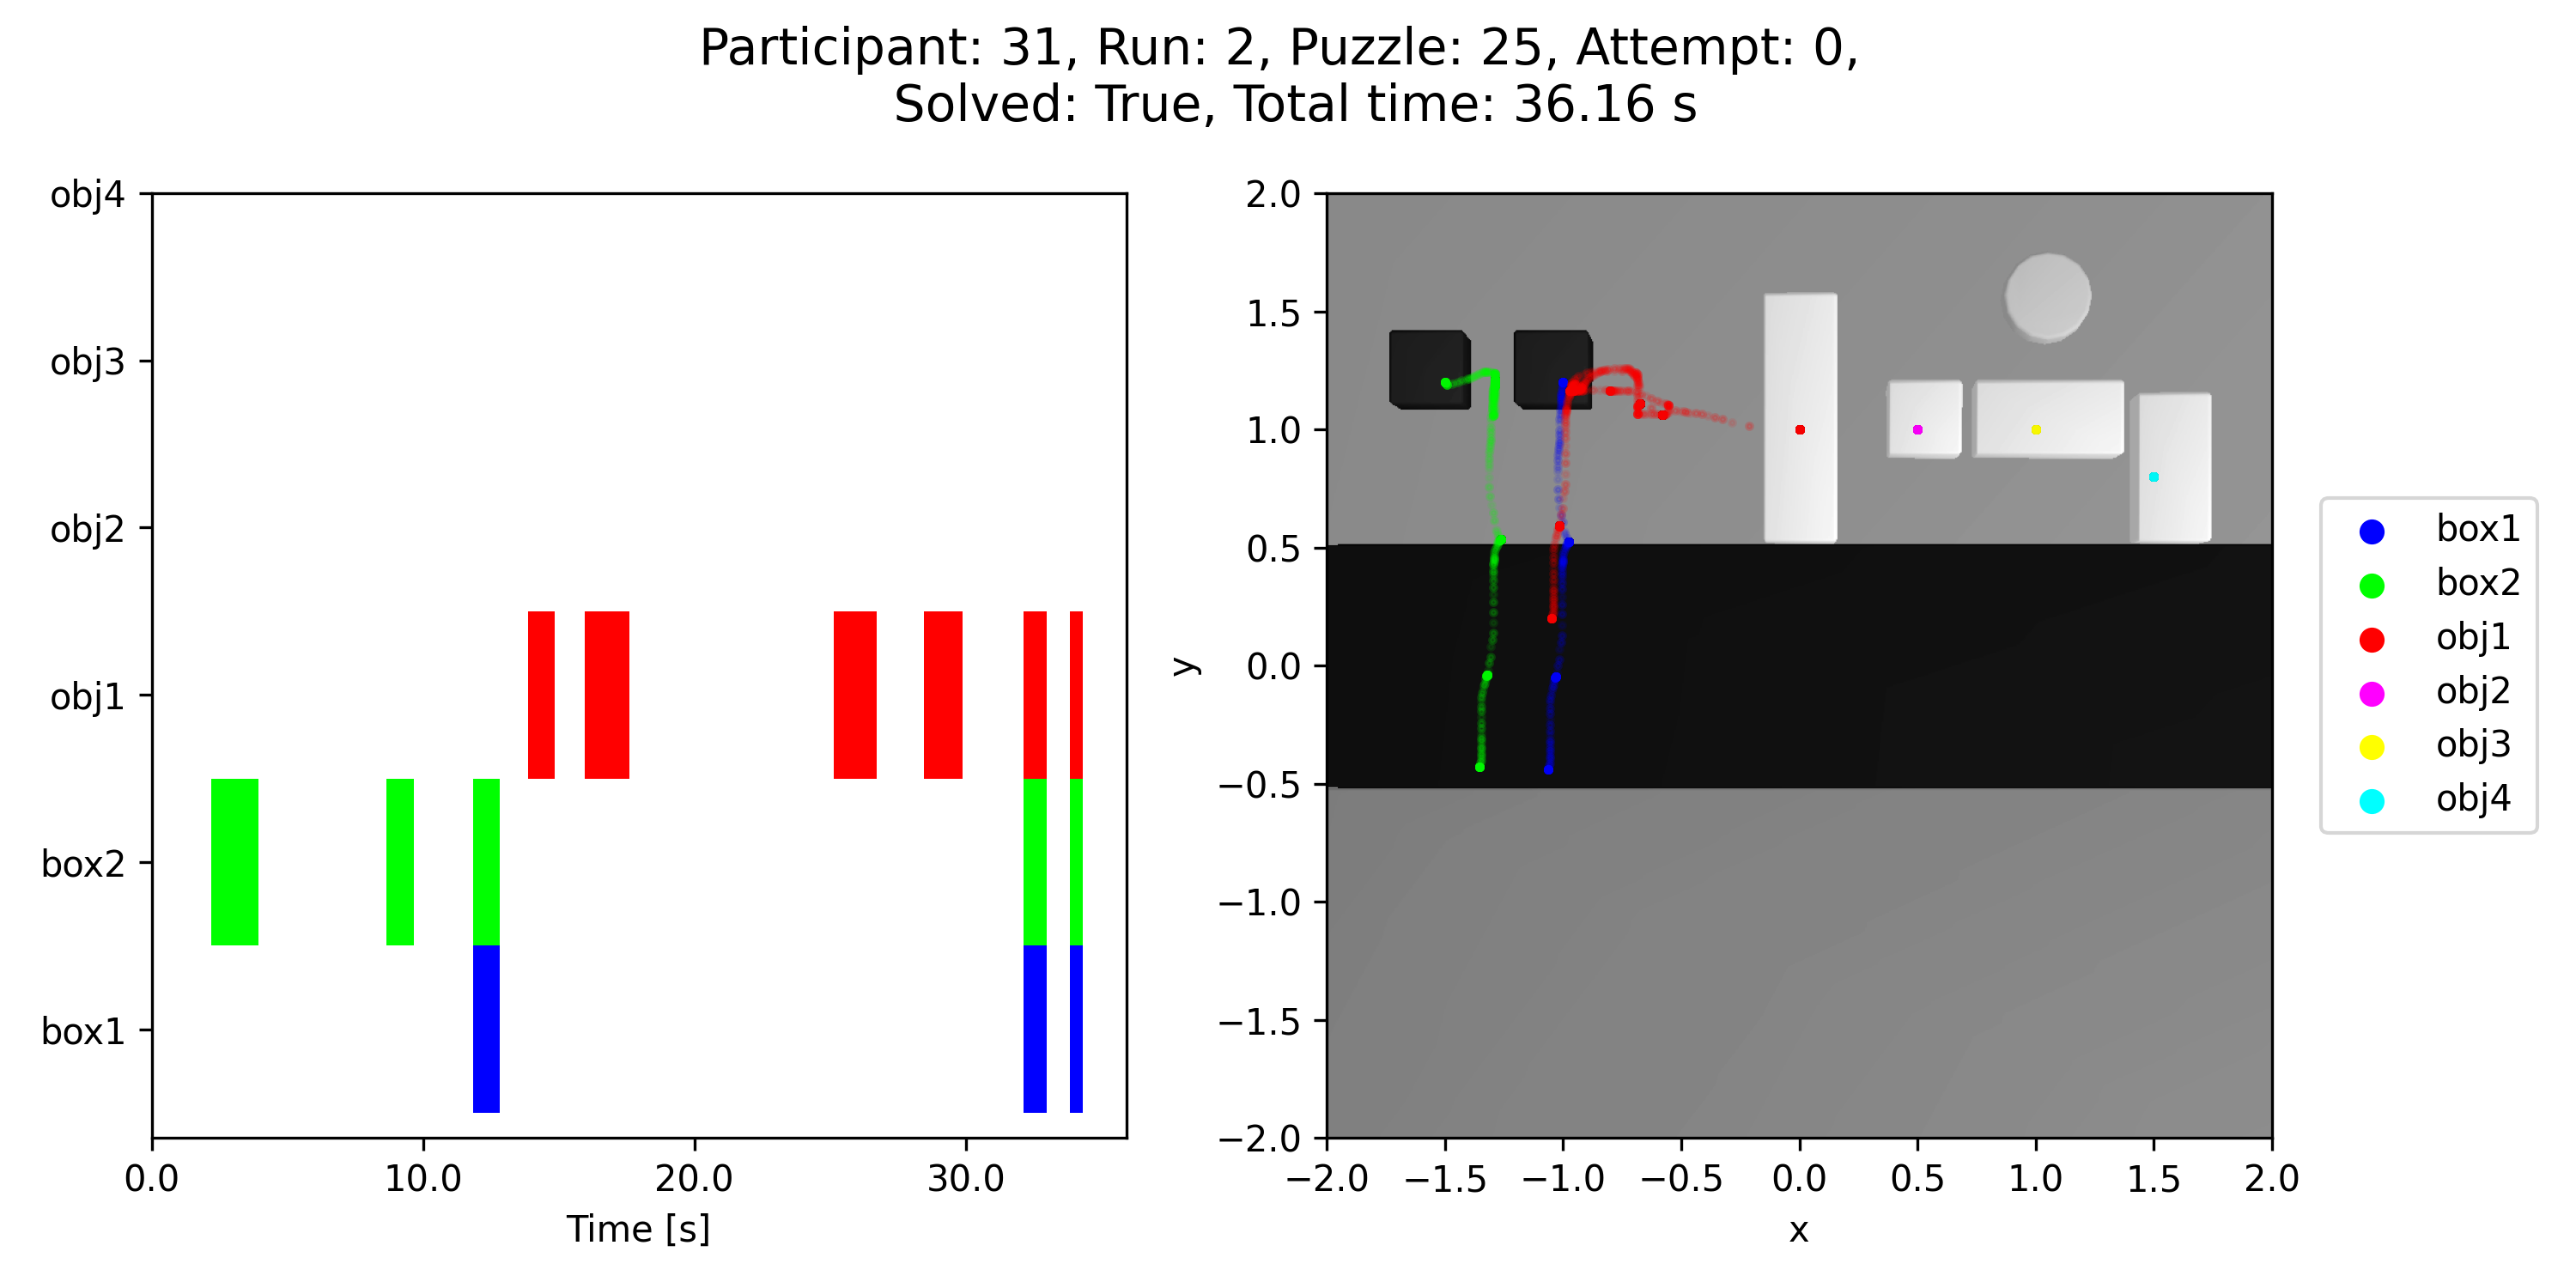 Participant: 31, Run: 2, Puzzle: 25, Attempt: 0,
Solved: True, Total time: 36.16 s
obj4
obj3
obj2
obj1
box2
box1
0.0 10.0 20.0 30.0
Time [s]
2.0
1.5
1.0
0.5
0.0
−0.5
−1.0
−1.5
−2.0
y
−2.0 −1.5 −1.0 −0.5 0.0 0.5 1.0 1.5 2.0
x
box1
box2
obj1
obj2
obj3
obj4